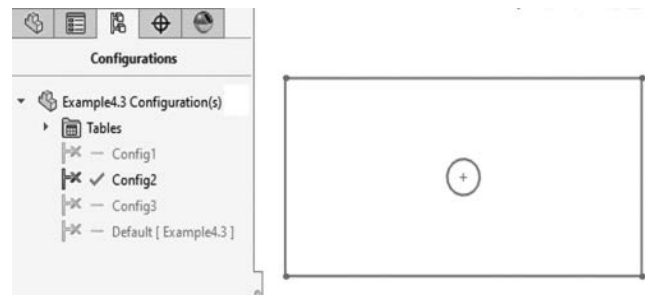 Configurations
Example4.3 Configuration(s)
Tables
Config1
Config2
Config3
Default [ Example4.3 ]